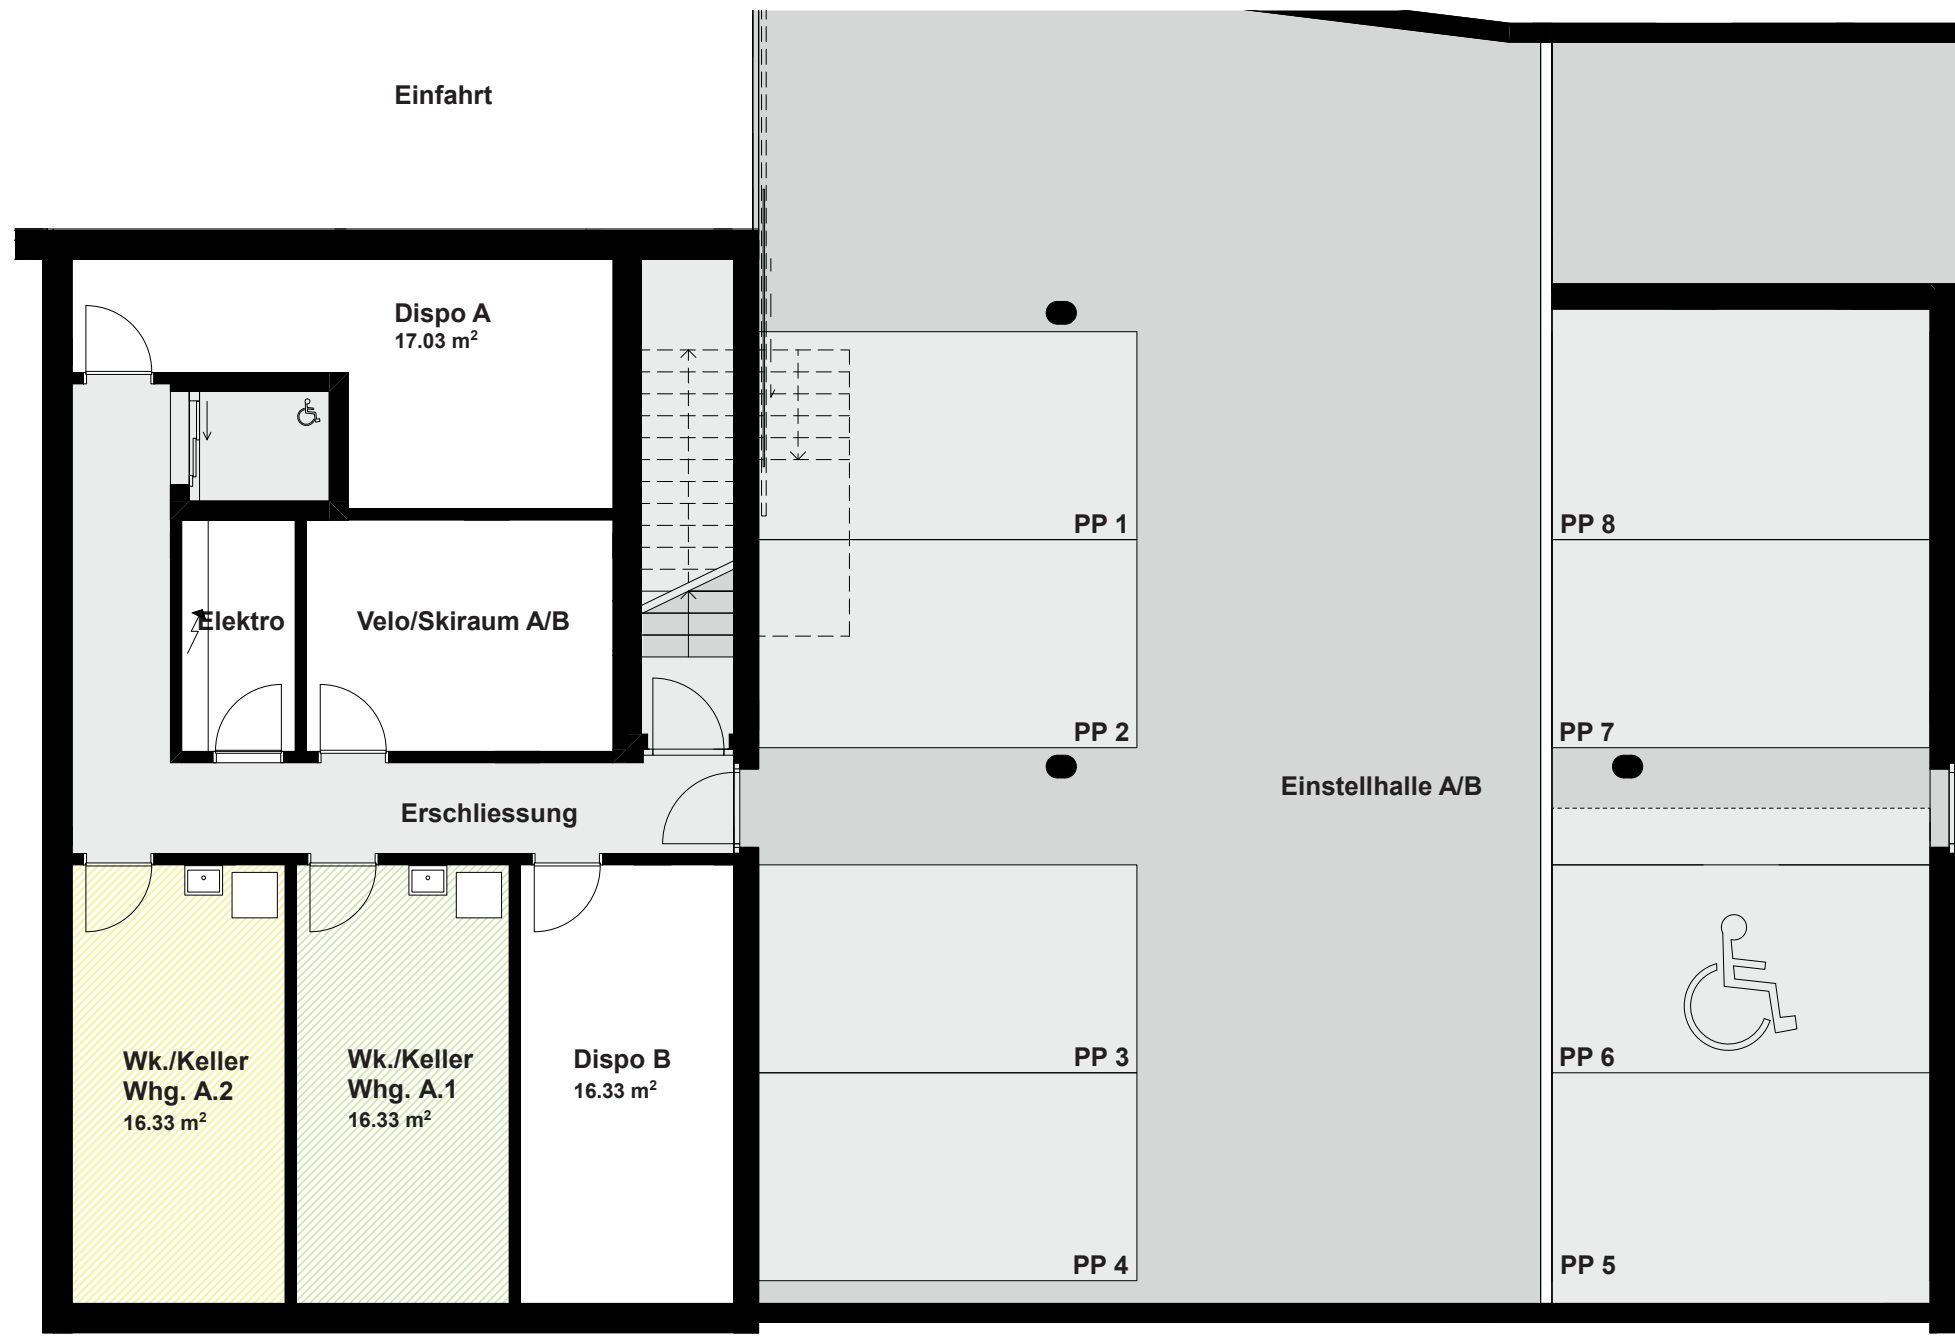 Einfahrt
Dispo A
17.03 m²
PP 1
PP 8
Elektro
Velo/Skiraum A/B
PP 2
PP 7
Einstellhalle A/B
Erschliessung
Wk./Keller
Whg. A.2
16.33 m²
Wk./Keller
Whg. A.1
16.33 m²
Dispo B
16.33 m²
PP 3
PP 6
PP 4
PP 5